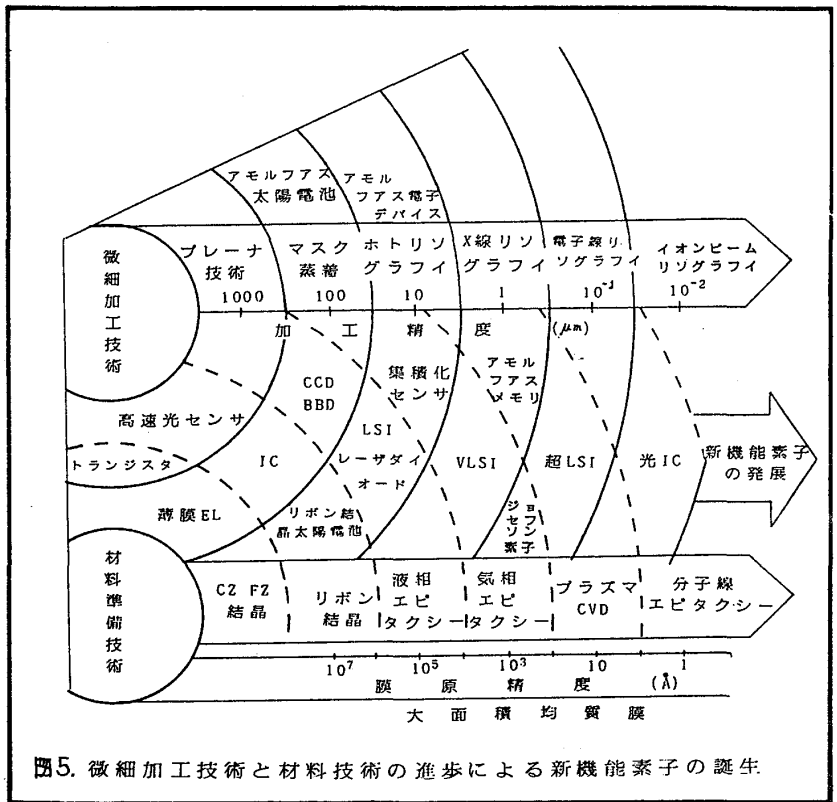 アモルフアス
太陽電池
アモル
フアス電子
デバイス
微細加工技術
プレーナ
技術
マスク
蒸着
ホトリソ
グラフイ
X線リソ
グラフイ
電子線リ
ソグラフィ
イオンビーム
リソグラフイ
1000 100 10 1 10⁻¹ 10⁻²
加工精度 (μm)
高速光センサ
CCD
BBD
集積化
センサ
アモル
フアス
メモリ
トランジスタ
IC
LSI
レーザダイ
オード
VLSI
超LSI
光IC
新機能素子
の発展
薄膜EL
リボン結
晶太陽電池
ジョセフソン素子
材料準備技術
CZ FZ
結晶
リボン
結晶
液相
エピ
タクシー
気相
エピ
タクシー
プラズマ
CVD
分子線
エピタクシー
10⁷ 10⁵ 10³ 10 1
膜原精度 (Å)
大面積均質膜
図5. 微細加工技術と材料技術の進歩による新機能素子の誕生